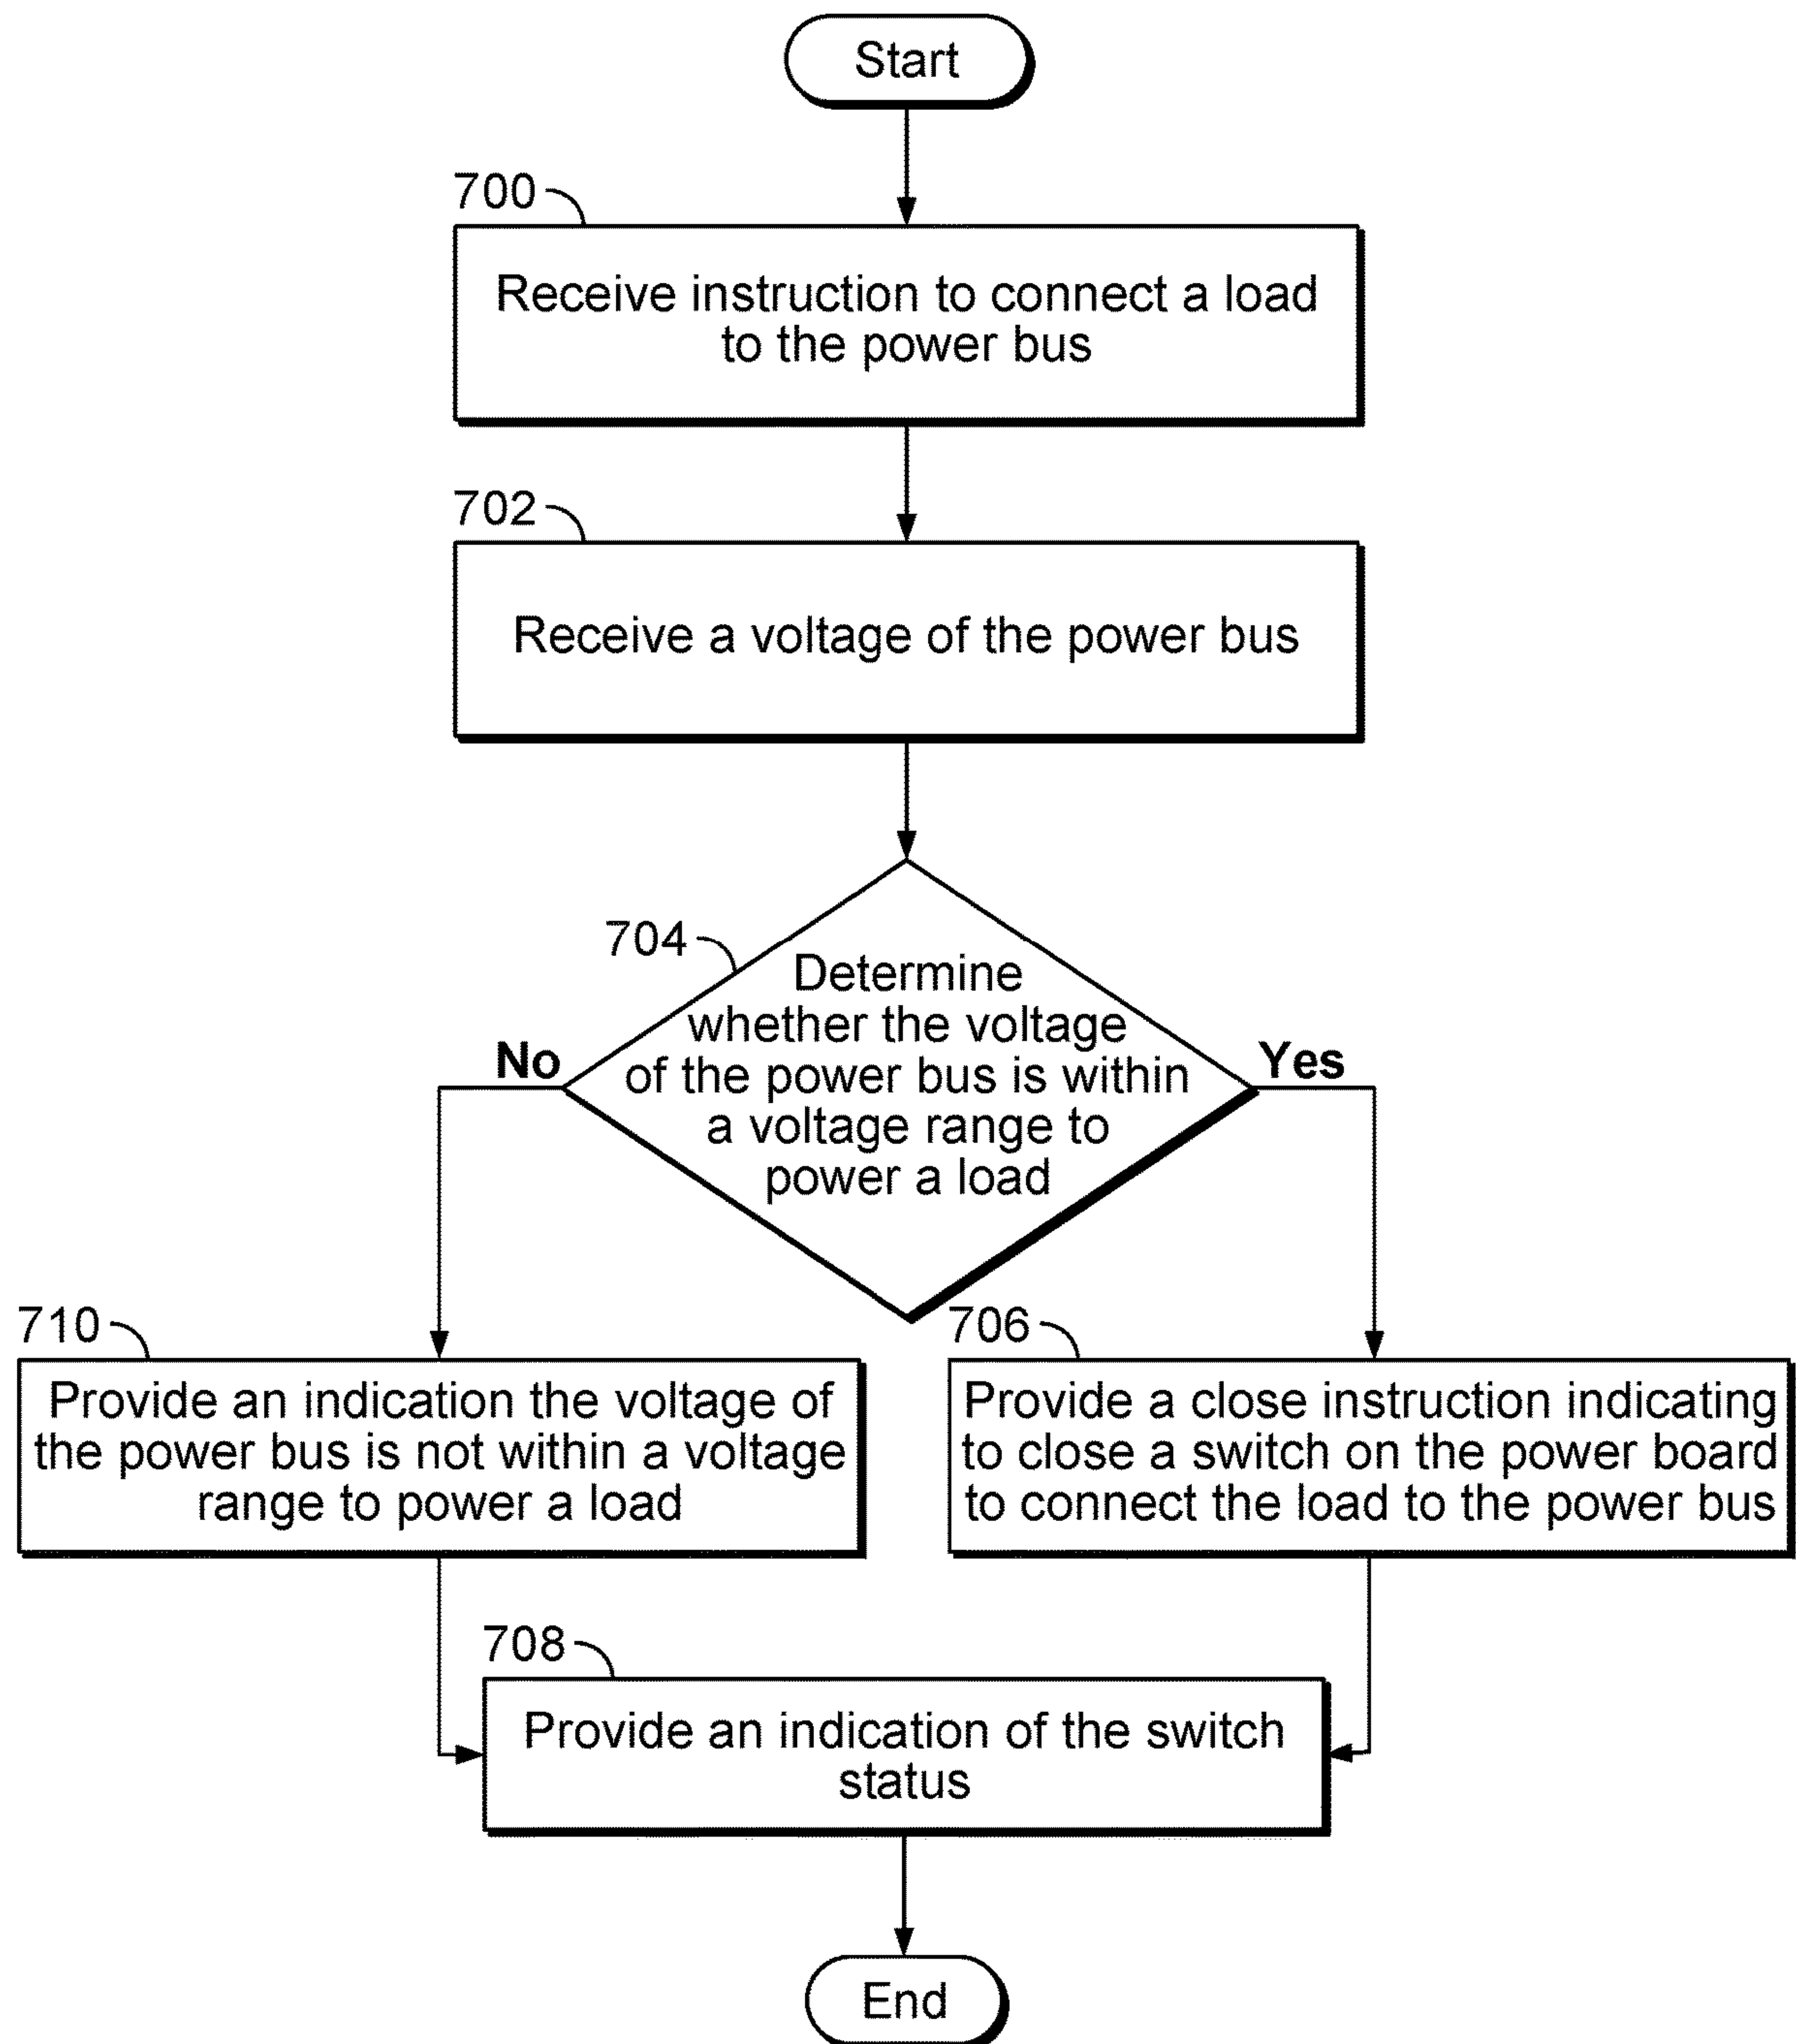 Start
700
Receive instruction to connect a load
to the power bus
702
Receive a voltage of the power bus
704
Determine
whether the voltage
of the power bus is within
a voltage range to
power a load
No
Yes
710
Provide an indication the voltage of
the power bus is not within a voltage
range to power a load
706
Provide a close instruction indicating
to close a switch on the power board
to connect the load to the power bus
708
Provide an indication of the switch
status
End